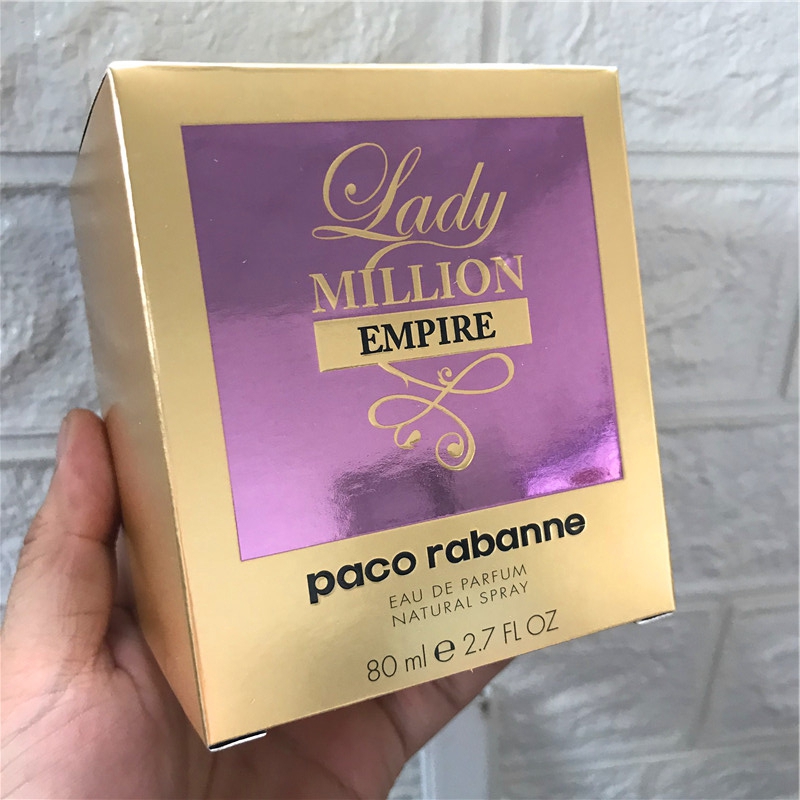 Lady
MILLION
EMPIRE
paco rabanne
EAU DE PARFUM
NATURAL SPRAY
80 ml e 2.7 FL OZ